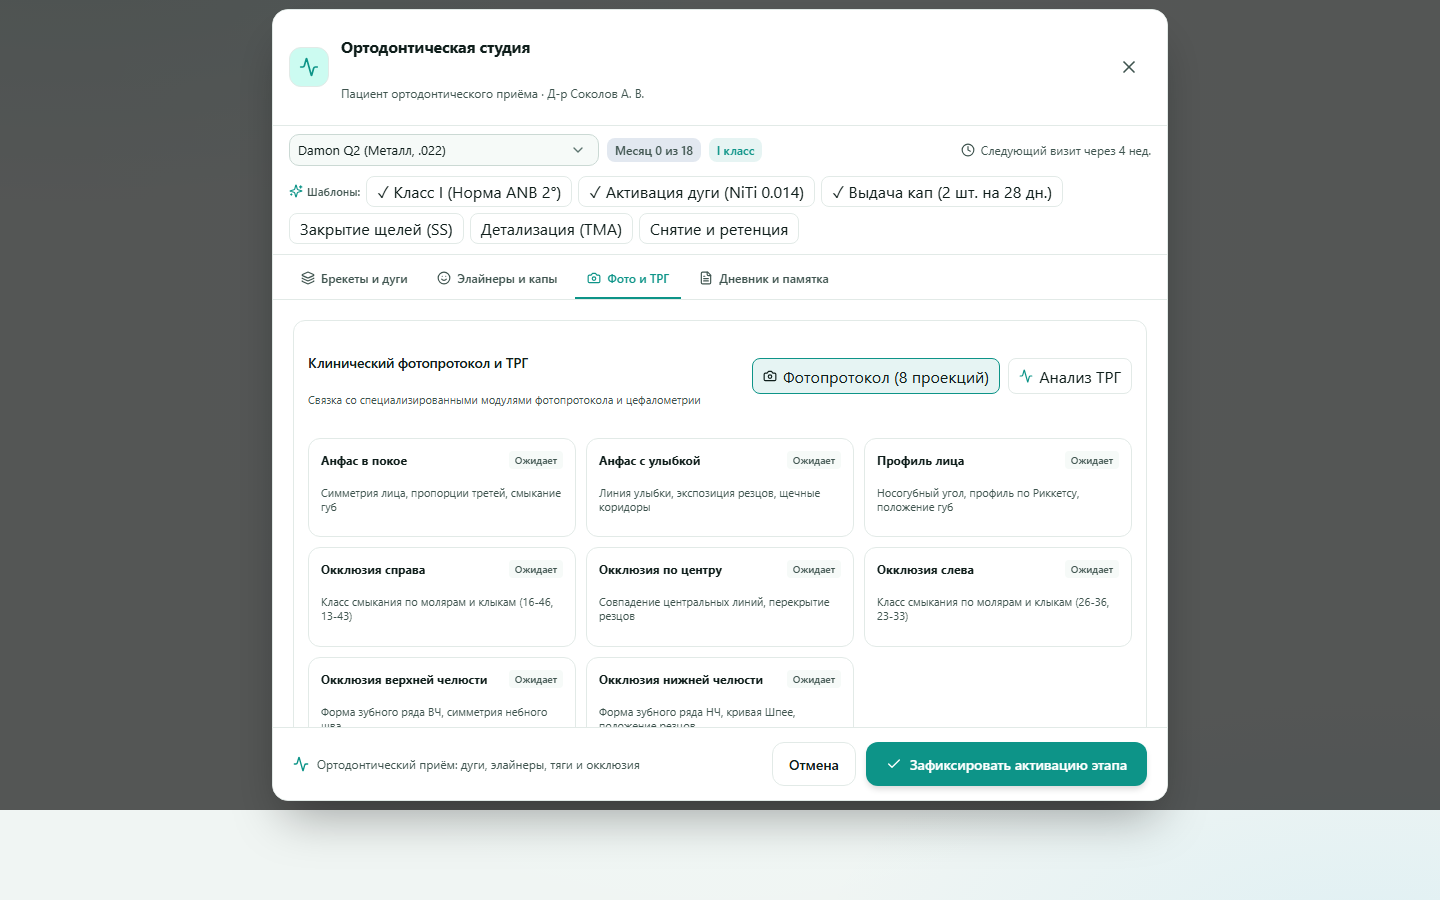 Ортодонтическая студия
Пациент ортодонтического приёма · Д-р Соколов А. В.
Damon Q2 (Металл, .022)
Месяц 0 из 18
I класс
Следующий визит через 4 нед.
Шаблоны:
✓ Класс I (Норма ANB 2°)
✓ Активация дуги (NiTi 0.014)
✓ Выдача кап (2 шт. на 28 дн.)
Закрытие щелей (SS)
Детализация (TMA)
Снятие и ретенция
Брекеты и дуги
Элайнеры и капы
Фото и ТРГ
Дневник и памятка
Клинический фотопротокол и ТРГ
Связка со специализированными модулями фотопротокола и цефалометрии
Фотопротокол (8 проекций)
Анализ ТРГ
Анфас в покое
Ожидает
Симметрия лица, пропорции третей, смыкание
губ
Анфас с улыбкой
Ожидает
Линия улыбки, экспозиция резцов, щечные
коридоры
Профиль лица
Ожидает
Носогубный угол, профиль по Риккетсу,
положение губ
Окклюзия справа
Ожидает
Класс смыкания по молярам и клыкам (16-46,
13-43)
Окклюзия по центру
Ожидает
Совпадение центральных линий, перекрытие
резцов
Окклюзия слева
Ожидает
Класс смыкания по молярам и клыкам (26-36,
23-33)
Окклюзия верхней челюсти
Ожидает
Форма зубного ряда ВЧ, симметрия небного
шва
Окклюзия нижней челюсти
Ожидает
Форма зубного ряда НЧ, кривая Шпее,
положение резцов
Ортодонтический приём: дуги, элайнеры, тяги и окклюзия
Отмена
Зафиксировать активацию этапа